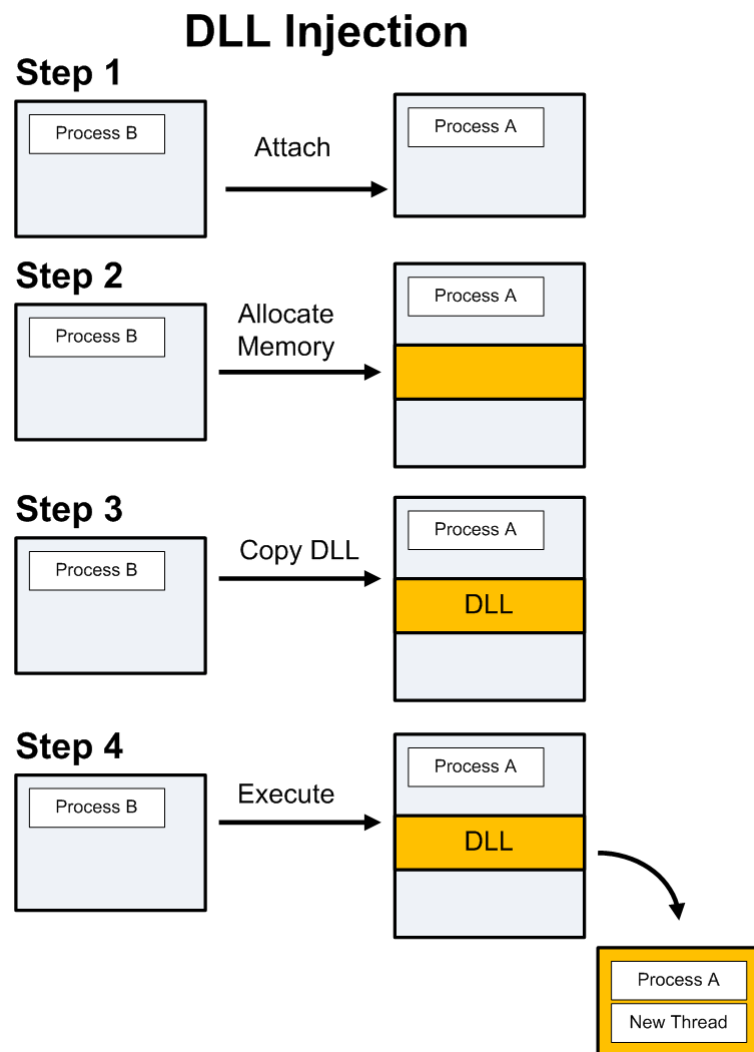 DLL Injection
Step 1
Process B
Attach
Process A
Step 2
Process B
Allocate
Memory
Process A
Step 3
Process B
Copy DLL
Process A
DLL
Step 4
Process B
Execute
Process A
DLL
Process A
New Thread